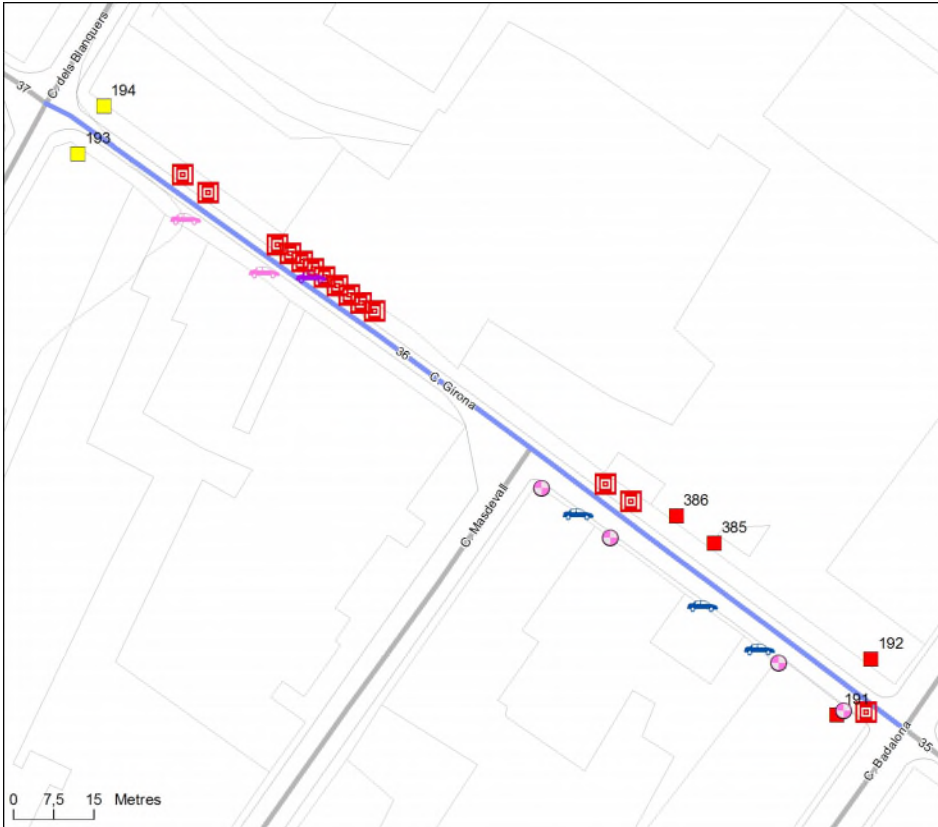 C. dels Blanquers
37
194
193
36
C. Girona
C. Masdevall
386
385
192
191
C. Badalona
35
0 7,5 15 Metres